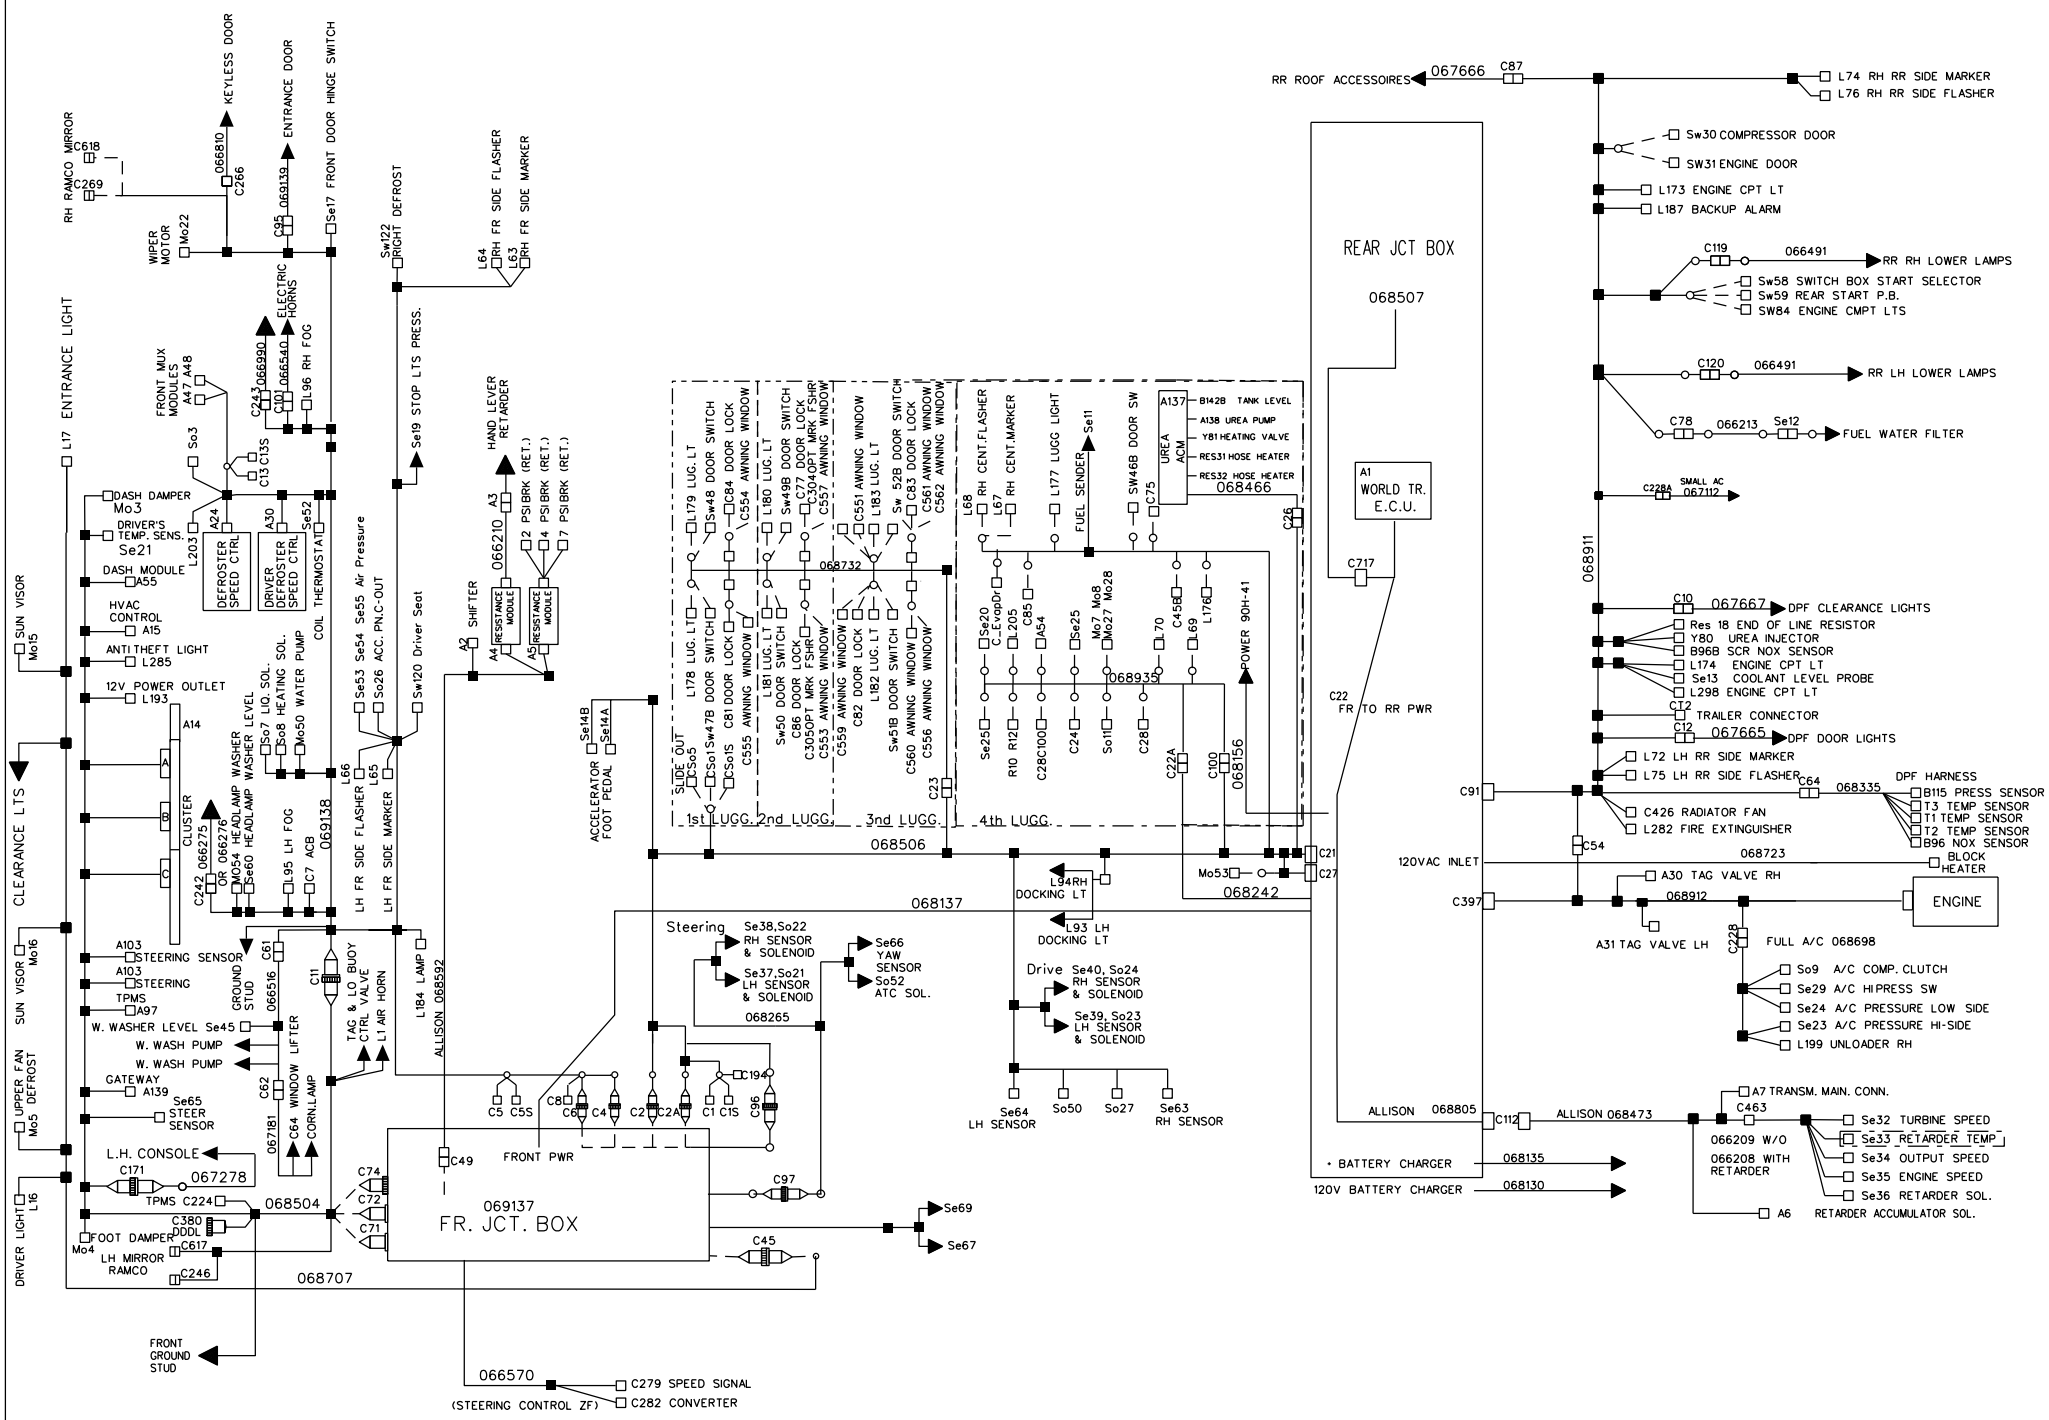 KEYLESS DOOR
066810
C266
ENTRANCE DOOR
069139
C95
Se17 FRONT DOOR HINGE SWITCH
RH RAMCO MIRROR
C618
C269
WIPER
MOTOR
Mo22
Sw122
RIGHT DEFROST
L64
RH FR SIDE FLASHER
L63
RH FR SIDE MARKER
L17 ENTRANCE LIGHT
FRONT MUX
MODULES
A47 A48
C243
066990
C101
066540
ELECTRIC
HORNS
L96 RH FOG
Se19 STOP LTS PRESS.
So3
C13
C13S
L203
A24
DEFROSTER
SPEED CTRL
A30
DRIVER
DEFROSTER
SPEED CTRL
Se52
COIL THERMOSTAT
DASH DAMPER
Mo3
DRIVER'S
TEMP. SENS.
Se21
DASH MODULE
A55
HVAC
CONTROL
A15
ANTITHEFT LIGHT
L285
12V POWER OUTLET
L193
A14
A
B
C
CLUSTER
SUN VISOR
Mo15
CLEARANCE LTS
SUN VISOR
Mo16
UPPER FAN
DEFROST
Mo5
DRIVER LIGHT
L16
So7 LIQ. SOL.
So8 HEATING SOL.
Mo50 WATER PUMP
C242
066275
OR 066276
MO54 HEADLAMP WASHER
Se60 HEADLAMP WASHER LEVEL
L95 LH FOG
C7 ACB
069138
Se53 Se54 Se55 Air Pressure
So26 ACC. PN.C-OUT
Sw120 Driver Seat
L66
LH FR SIDE FLASHER
L65
LH FR SIDE MARKER
A103
STEERING SENSOR
A103
STEERING
TPMS
A97
W. WASHER LEVEL Se45
W. WASH PUMP
W. WASH PUMP
GATEWAY
A139
Se65
STEER
SENSOR
GROUND
STUD
C61
066516
C62
067181
C64 WINDOW LIFTER
CORN.LAMP
C11
TAG & LO BUOY
CTRL VALVE
L1 AIR HORN
L184 LAMP
ALLISON 068592
L.H. CONSOLE
C171
067278
TPMS C224
068504
C380
DDDL
FOOT DAMPER
Mo4
C617
LH MIRROR
RAMCO
C246
068707
FRONT
GROUND
STUD
C74
C72
C71
C49
FRONT PWR
069137
FR. JCT. BOX
066570
(STEERING CONTROL ZF)
C279 SPEED SIGNAL
C282 CONVERTER
HAND LEVER
RETARDER
A3
066210
2 PSIBRK (RET.)
4 PSIBRK (RET.)
7 PSIBRK (RET.)
RESISTANCE
MODULE
RESISTANCE
MODULE
A2
SHIFTER
A4
A5
Se14B
Se14A
ACCELERATOR
FOOT PEDAL
C5
C5S
C8
C6
C4
C2
C2A
C1
C1S
C194
C96
C97
C45
Se69
Se67
L179 LUG. LT
Sw48 DOOR SWITCH
C84 DOOR LOCK
C554 AWNING WINDOW
L180 LUG. LT
Sw49B DOOR SWITCH
C77 DOOR LOCK
C304OPT MRK FSHR
C557 AWNING WINDOW
C551 AWNING WINDOW
L183 LUG. LT
Sw 52B DOOR SWITCH
C83 DOOR LOCK
C561 AWNING WINDOW
C562 AWNING WINDOW
068732
L178 LUG. LT
Sw47B DOOR SWITCH
C81 DOOR LOCK
C555 AWNING WINDOW
L181 LUG. LT
Sw50 DOOR SWITCH
C86 DOOR LOCK
C305OPT MRK FSHR
C553 AWNING WINDOW
C559 AWNING WINDOW
C82 DOOR LOCK
L182 LUG. LT
Sw51B DOOR SWITCH
C560 AWNING WINDOW
C556 AWNING WINDOW
SLIDE OUT
CSo5
CSo1
CSo1S
C23
1st LUGG.
2nd LUGG.
3rd LUGG.
4th LUGG.
L68
RH CENT.FLASHER
L67
RH CENT.MARKER
L177 LUGG LIGHT
FUEL SENDER
Se11
SW46B DOOR SW
C75
A137
UREA
ACM
B142B TANK LEVEL
A138 UREA PUMP
Y81 HEATING VALVE
RES31 HOSE HEATER
RES32 HOSE HEATER
068466
C26
Se20
C_EvapDr
L205
C85
A54
Se25
Mo7 Mo8
Mo27 Mo28
L70
C45B
L69
L176
068935
Se25
R10 R12
C28C100
C24
So11
C28
C22A
C100
068156
POWER 90H-41
068506
Mo53
C21
C27
068242
068137
L94RH
DOCKING LT
L93 LH
DOCKING LT
Steering
Se38,So22
RH SENSOR
& SOLENOID
Se37,So21
LH SENSOR
& SOLENOID
068265
Se66
YAW
SENSOR
So52
ATC SOL.
Drive
Se40, So24
RH SENSOR
& SOLENOID
Se39, So23
LH SENSOR
& SOLENOID
Se64
LH SENSOR
So50
So27
Se63
RH SENSOR
REAR JCT BOX
068507
A1
WORLD TR.
E.C.U.
C717
C22
FR TO RR PWR
C91
120VAC INLET
C397
ALLISON 068805
C112
+ BATTERY CHARGER
068135
120V BATTERY CHARGER
068130
RR ROOF ACCESSOIRES
067666
C87
L74 RH RR SIDE MARKER
L76 RH RR SIDE FLASHER
Sw30 COMPRESSOR DOOR
SW31 ENGINE DOOR
L173 ENGINE CPT LT
L187 BACKUP ALARM
C119
066491
RR RH LOWER LAMPS
Sw58 SWITCH BOX START SELECTOR
Sw59 REAR START P.B.
SW84 ENGINE CMPT LTS
C120
066491
RR LH LOWER LAMPS
C78
066213
Se12
FUEL WATER FILTER
C228A
SMALL AC
067112
068911
C10
067667
DPF CLEARANCE LIGHTS
Res 18 END OF LINE RESISTOR
Y80 UREA INJECTOR
B96B SCR NOX SENSOR
L174 ENGINE CPT LT
Se13 COOLANT LEVEL PROBE
L298 ENGINE CPT LT
CT2
TRAILER CONNECTOR
C12
067665
DPF DOOR LIGHTS
L72 LH RR SIDE MARKER
L75 LH RR SIDE FLASHER
C64
068335
DPF HARNESS
B115 PRESS SENSOR
T3 TEMP SENSOR
T1 TEMP SENSOR
T2 TEMP SENSOR
B96 NOX SENSOR
C426 RADIATOR FAN
L282 FIRE EXTINGUISHER
C54
068723
BLOCK
HEATER
A30 TAG VALVE RH
068912
ENGINE
A31 TAG VALVE LH
C228
FULL A/C 068698
So9 A/C COMP. CLUTCH
Se29 A/C HIPRESS SW
Se24 A/C PRESSURE LOW SIDE
Se23 A/C PRESSURE HI-SIDE
L199 UNLOADER RH
ALLISON 068473
A7 TRANSM. MAIN. CONN.
C463
066209 W/O
066208 WITH
RETARDER
Se32 TURBINE SPEED
Se33 RETARDER TEMP
Se34 OUTPUT SPEED
Se35 ENGINE SPEED
Se36 RETARDER SOL.
A6
RETARDER ACCUMULATOR SOL.